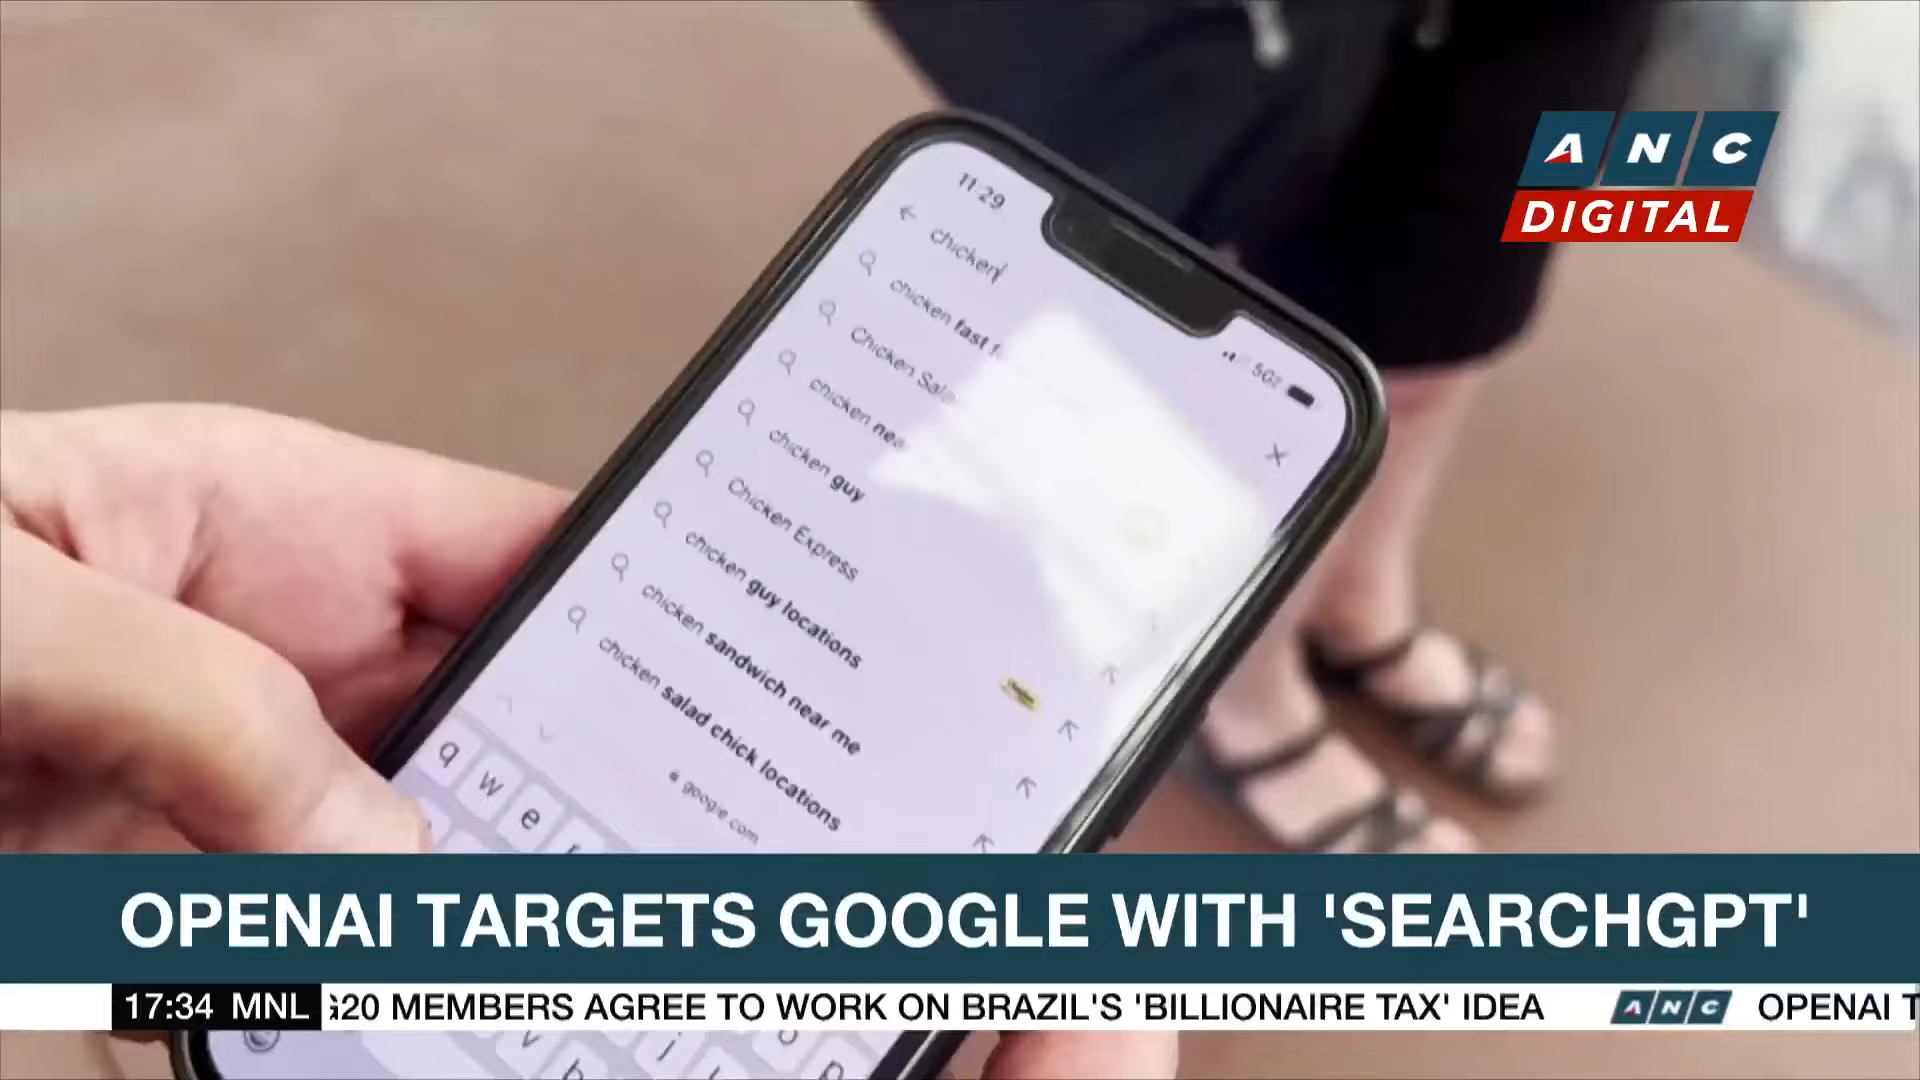 ANC
DIGITAL
11:29
5G
chicken
chicken fast f
Chicken Sala
chicken nea
chicken guy
Chicken Express
chicken guy locations
chicken sandwich near me
chicken salad chick locations
google.com
q w e r
OPENAI TARGETS GOOGLE WITH 'SEARCHGPT'
17:34 MNL G20 MEMBERS AGREE TO WORK ON BRAZIL'S 'BILLIONAIRE TAX' IDEA ANC OPENAI T
v b j o p